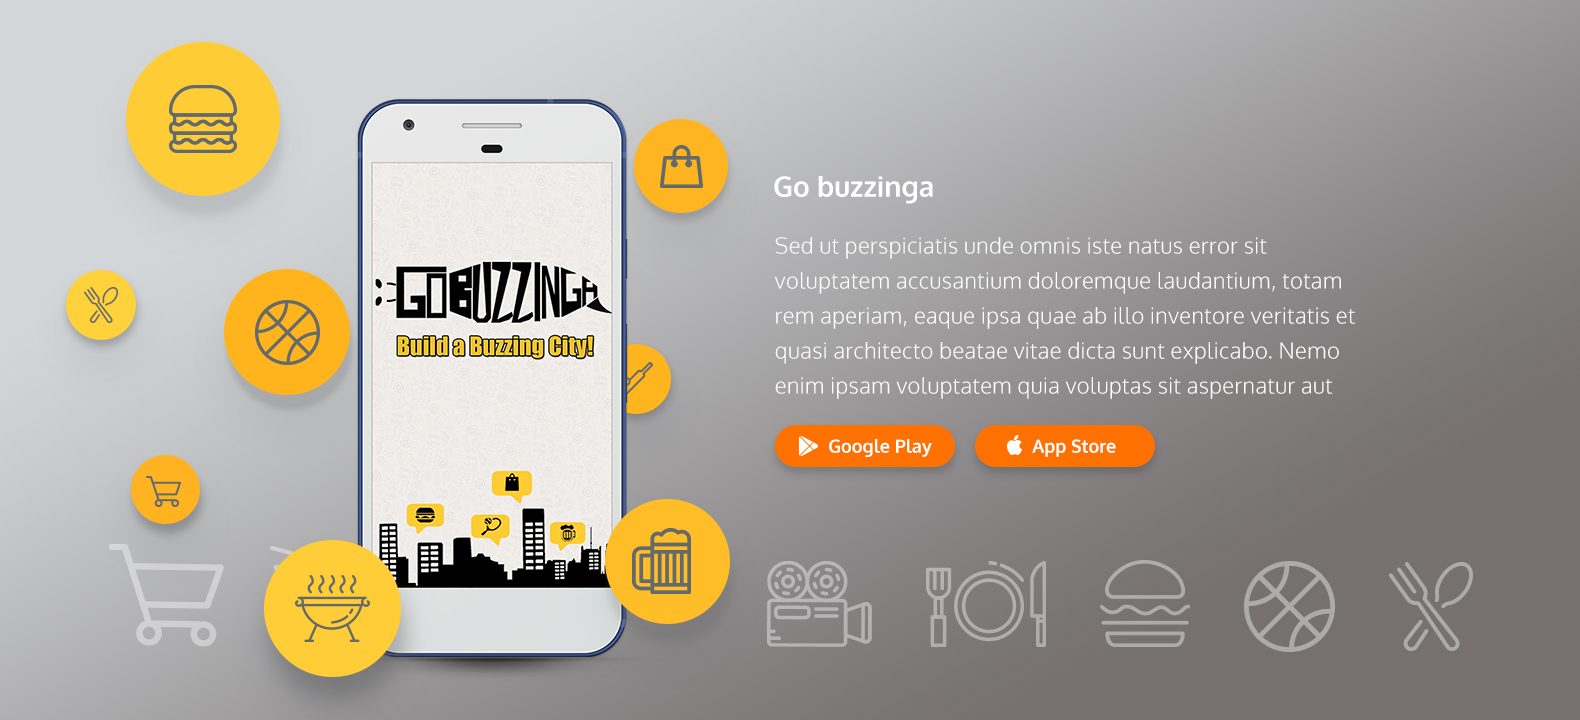 GOBUZZINGA
Build a Buzzing City!
Go buzzinga
Sed ut perspiciatis unde omnis iste natus error sit
voluptatem accusantium doloremque laudantium, totam
rem aperiam, eaque ipsa quae ab illo inventore veritatis et
quasi architecto beatae vitae dicta sunt explicabo. Nemo
enim ipsam voluptatem quia voluptas sit aspernatur aut
Google Play
App Store